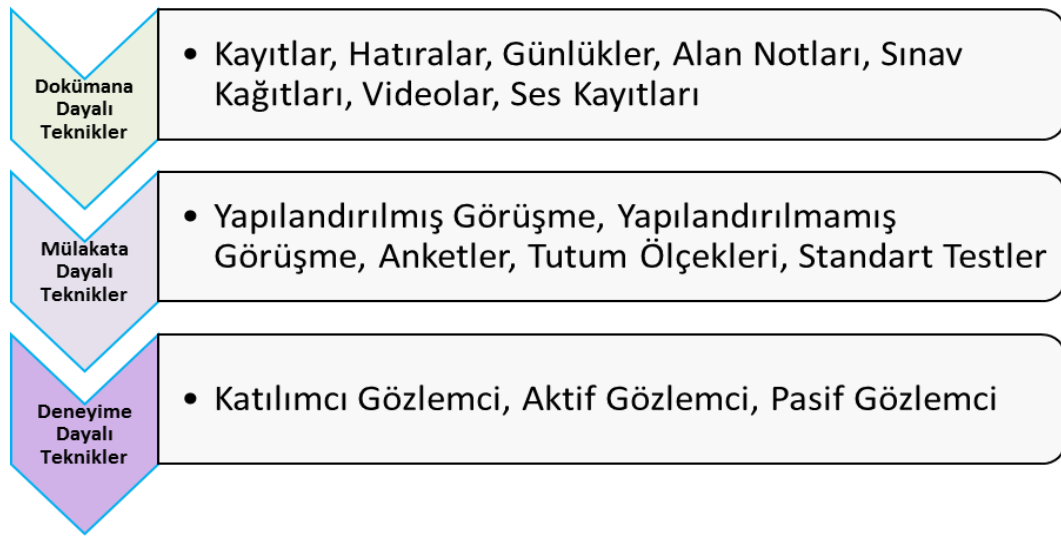 Dokümana
Dayalı
Teknikler
• Kayıtlar, Hatıralar, Günlükler, Alan Notları, Sınav
Kağıtları, Videolar, Ses Kayıtları
Mülakata
Dayalı
Teknikler
• Yapılandırılmış Görüşme, Yapılandırılmamış
Görüşme, Anketler, Tutum Ölçekleri, Standart Testler
Deneyime
Dayalı
Teknikler
• Katılımcı Gözlemci, Aktif Gözlemci, Pasif Gözlemci